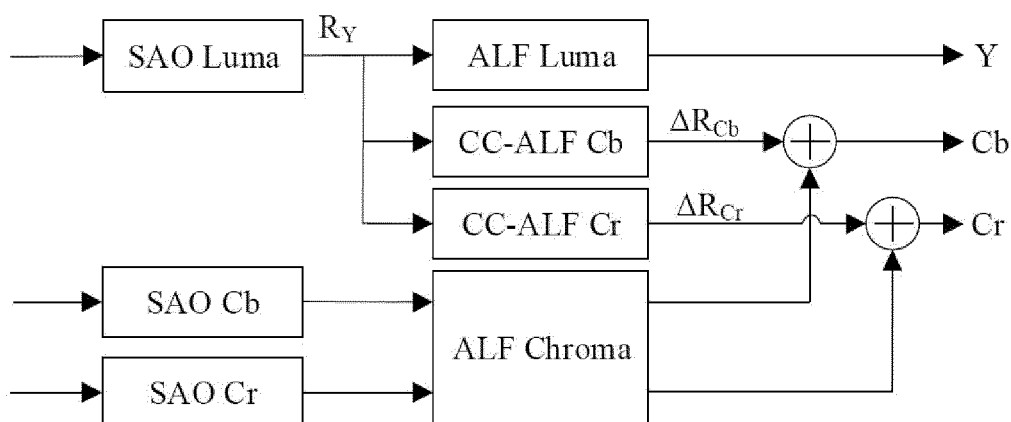 R_Y
SAO Luma
ALF Luma
Y
CC-ALF Cb
ΔR_Cb
Cb
CC-ALF Cr
ΔR_Cr
Cr
SAO Cb
ALF Chroma
SAO Cr